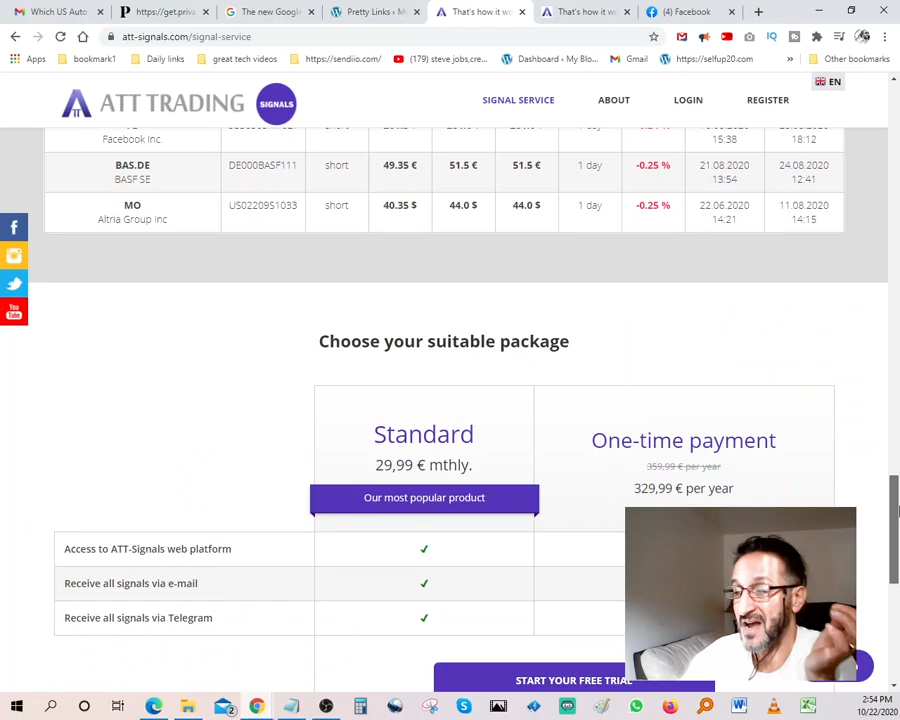 Which US Auto
https://get.priva
The new Google
Pretty Links ‹ My
That's how it wo
That's how it wo
(4) Facebook
att-signals.com/signal-service
Apps
bookmark1
Daily links
great tech videos
https://sendiio.com/
(179) steve jobs,cre...
Dashboard ‹ My Blo...
Gmail
https://selfup20.com
»
Other bookmarks
ATT TRADING SIGNALS
SIGNAL SERVICE ABOUT LOGIN REGISTER
EN
Facebook Inc. 15:38 18:12
BAS.DE DE000BASF111 short 49.35 € 51.5 € 51.5 € 1 day -0.25 % 21.08.2020 24.08.2020
BASF SE 13:54 12:41
MO US02209S1033 short 40.35 $ 44.0 $ 44.0 $ 1 day -0.25 % 22.06.2020 11.08.2020
Altria Group Inc 14:21 14:15
You Tube
Choose your suitable package
Standard
29,99 € mthly.
Our most popular product
One-time payment
359,99 € per year
329,99 € per year
Access to ATT-Signals web platform
Receive all signals via e-mail
Receive all signals via Telegram
START YOUR FREE TRIAL
2:54 PM
10/22/2020